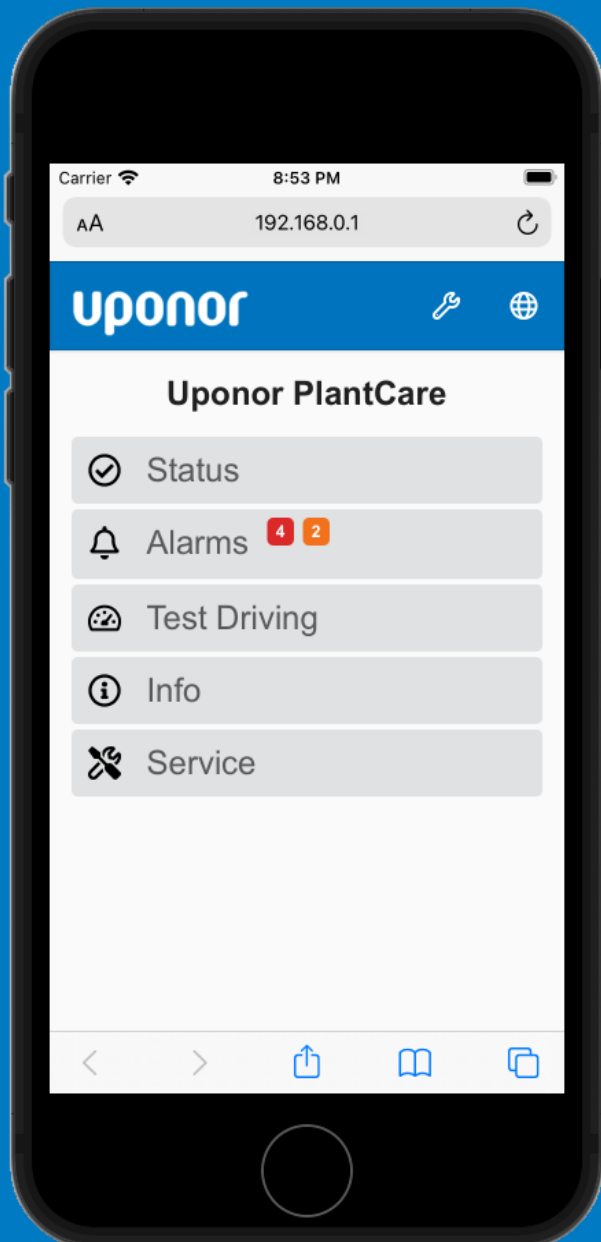 Carrier 8:53 PM
AA 192.168.0.1
uponor
Uponor PlantCare
Status
Alarms 4 2
Test Driving
Info
Service